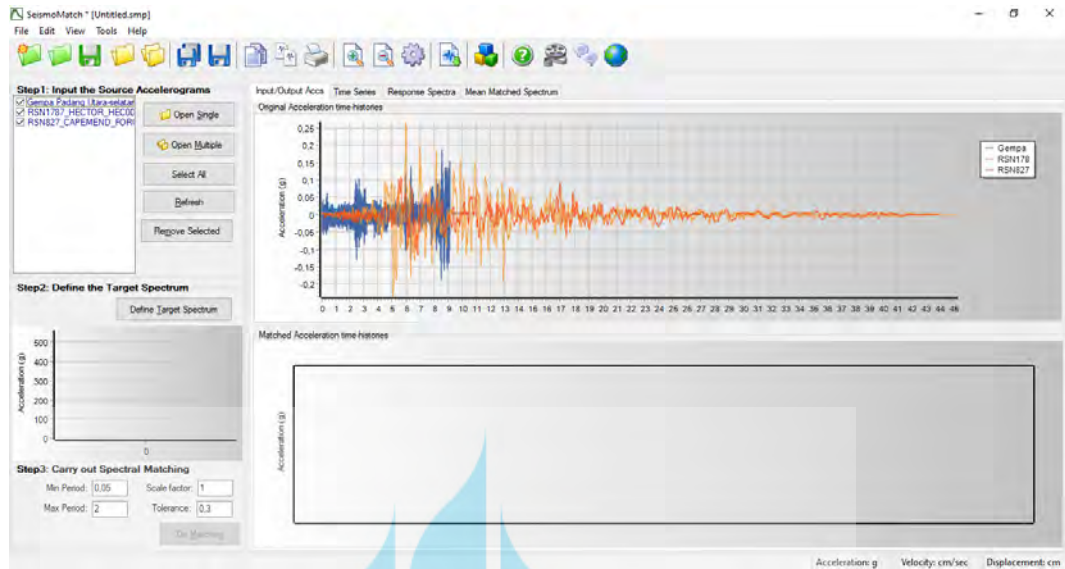 SeismoMatch * [Untitled.smp]
File Edit View Tools Help
Step1: Input the Source Accelerograms
Gempa Padang Utara-selatan
RSN1787_HECTOR_HEC00
RSN827_CAPEMEND_FOR
Open Single
Open Multiple
Select All
Refresh
Remove Selected
Step2: Define the Target Spectrum
Define Target Spectrum
Acceleration (g)
500
400
300
200
100
0
0
Step3: Carry out Spectral Matching
Min Period: 0,05 Scale factor: 1
Max Period: 2 Tolerance: 0,3
Do Matching
Input/Output Accs Time Series Response Spectra Mean Matched Spectrum
Original Acceleration time-histories
Acceleration (g)
0,25
0,2
0,15
0,1
0,05
0
-0,05
-0,1
-0,15
-0,2
0 1 2 3 4 5 6 7 8 9 10 11 12 13 14 15 16 17 18 19 20 21 22 23 24 25 26 27 28 29 30 31 32 33 34 35 36 37 38 39 40 41 42 43 44 46
Gempa
RSN178
RSN827
Matched Acceleration time-histories
Acceleration (g)
Acceleration: g Velocity: cm/sec Displacement: cm